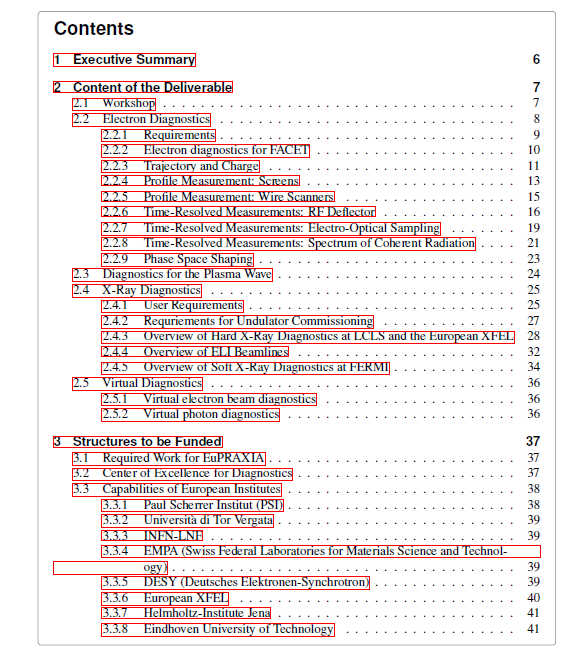 Contents
1 Executive Summary 6
2 Content of the Deliverable 7
2.1 Workshop . . . . . . . . . . . . . . . . . . . . . . . . . . . . . . . . . . 7
2.2 Electron Diagnostics . . . . . . . . . . . . . . . . . . . . . . . . . . . . 8
2.2.1 Requirements . . . . . . . . . . . . . . . . . . . . . . . . . . . . 9
2.2.2 Electron diagnostics for FACET . . . . . . . . . . . . . . . . . . . 10
2.2.3 Trajectory and Charge . . . . . . . . . . . . . . . . . . . . . . . . 11
2.2.4 Profile Measurement: Screens . . . . . . . . . . . . . . . . . . . . 13
2.2.5 Profile Measurement: Wire Scanners . . . . . . . . . . . . . . . . . 15
2.2.6 Time-Resolved Measurements: RF Deflector . . . . . . . . . . . . . 16
2.2.7 Time-Resolved Measurements: Electro-Optical Sampling . . . . . . . 19
2.2.8 Time-Resolved Measurements: Spectrum of Coherent Radiation . . . . 21
2.2.9 Phase Space Shaping . . . . . . . . . . . . . . . . . . . . . . . . . 23
2.3 Diagnostics for the Plasma Wave . . . . . . . . . . . . . . . . . . . . . . . 24
2.4 X-Ray Diagnostics . . . . . . . . . . . . . . . . . . . . . . . . . . . . . 25
2.4.1 User Requirements . . . . . . . . . . . . . . . . . . . . . . . . . . 25
2.4.2 Requriements for Undulator Commissioning . . . . . . . . . . . . . 27
2.4.3 Overview of Hard X-Ray Diagnostics at LCLS and the European XFEL 28
2.4.4 Overview of ELI Beamlines . . . . . . . . . . . . . . . . . . . . . 32
2.4.5 Overview of Soft X-Ray Diagnostics at FERMI . . . . . . . . . . . . 34
2.5 Virtual Diagnostics . . . . . . . . . . . . . . . . . . . . . . . . . . . . . 36
2.5.1 Virtual electron beam diagnostics . . . . . . . . . . . . . . . . . . . 36
2.5.2 Virtual photon diagnostics . . . . . . . . . . . . . . . . . . . . . . 36
3 Structures to be Funded 37
3.1 Required Work for EuPRAXIA . . . . . . . . . . . . . . . . . . . . . . . . 37
3.2 Center of Excellence for Diagnostics . . . . . . . . . . . . . . . . . . . . . 37
3.3 Capabilities of European Institutes . . . . . . . . . . . . . . . . . . . . . . 38
3.3.1 Paul Scherrer Institut (PSI) . . . . . . . . . . . . . . . . . . . . . . 38
3.3.2 Università di Tor Vergata . . . . . . . . . . . . . . . . . . . . . . . 39
3.3.3 INFN-LNF . . . . . . . . . . . . . . . . . . . . . . . . . . . . . 39
3.3.4 EMPA (Swiss Federal Laboratories for Materials Science and Technol-
ogy) . . . . . . . . . . . . . . . . . . . . . . . . . . . . . . . . . 39
3.3.5 DESY (Deutsches Elektronen-Synchrotron) . . . . . . . . . . . . . . 39
3.3.6 European XFEL . . . . . . . . . . . . . . . . . . . . . . . . . . . 40
3.3.7 Helmholtz-Institute Jena . . . . . . . . . . . . . . . . . . . . . . . 41
3.3.8 Eindhoven University of Technology . . . . . . . . . . . . . . . . . 41